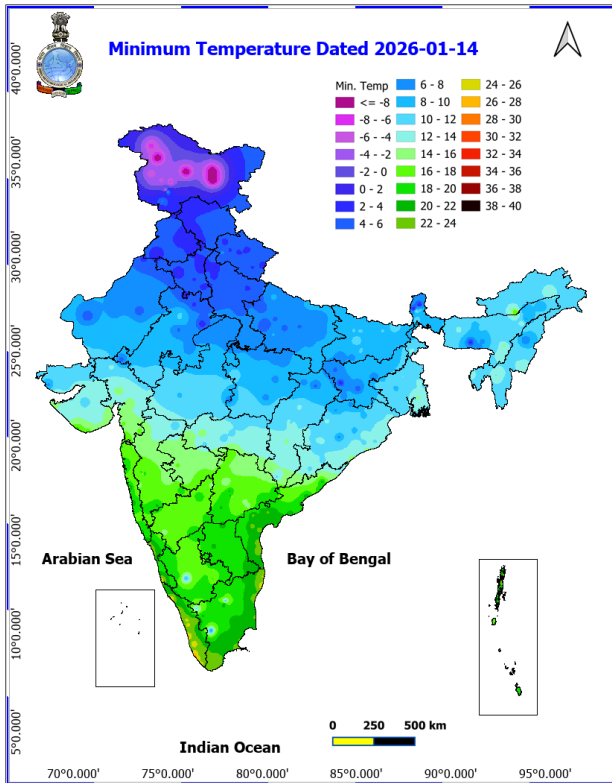 Minimum Temperature Dated 2026-01-14
Min. Temp
<= -8
-8 - -6
-6 - -4
-4 - -2
-2 - 0
0 - 2
2 - 4
4 - 6
6 - 8
8 - 10
10 - 12
12 - 14
14 - 16
16 - 18
18 - 20
20 - 22
22 - 24
24 - 26
26 - 28
28 - 30
30 - 32
32 - 34
34 - 36
36 - 38
38 - 40
40°0.000'
35°0.000'
30°0.000'
25°0.000'
20°0.000'
15°0.000'
10°0.000'
5°0.000'
Arabian Sea
Bay of Bengal
Indian Ocean
0 250 500 km
70°0.000' 75°0.000' 80°0.000' 85°0.000' 90°0.000' 95°0.000'